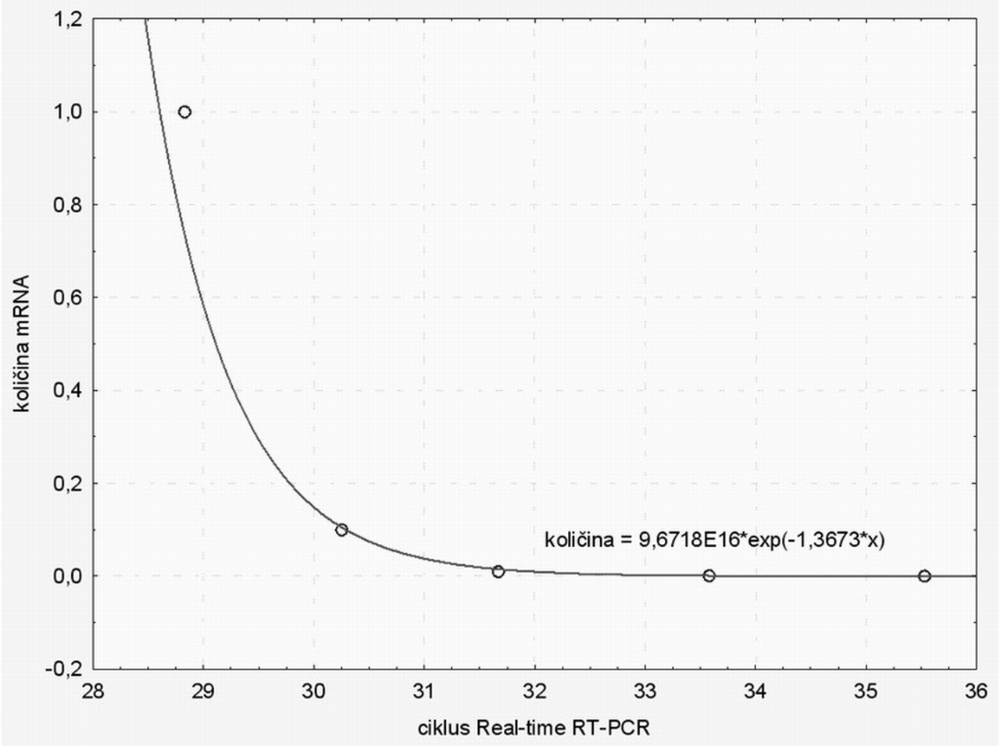 1,2
1,0
0,8
0,6
0,4
0,2
0,0
-0,2
količina mRNA
količina = 9,6718E16*exp(-1,3673*x)
28 29 30 31 32 33 34 35 36
ciklus Real-time RT-PCR